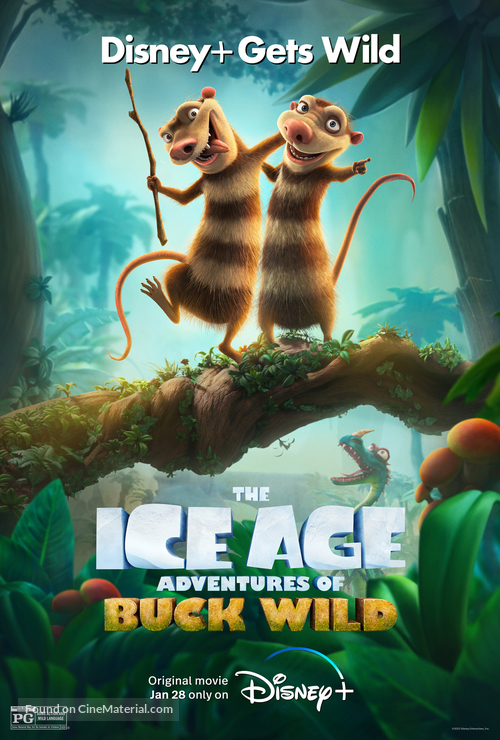 Disney+ Gets Wild
THE
ICE AGE
ADVENTURES OF
BUCK WILD
Original movie
Jan 28 only on
Disney+
PG
Found on CineMaterial.com